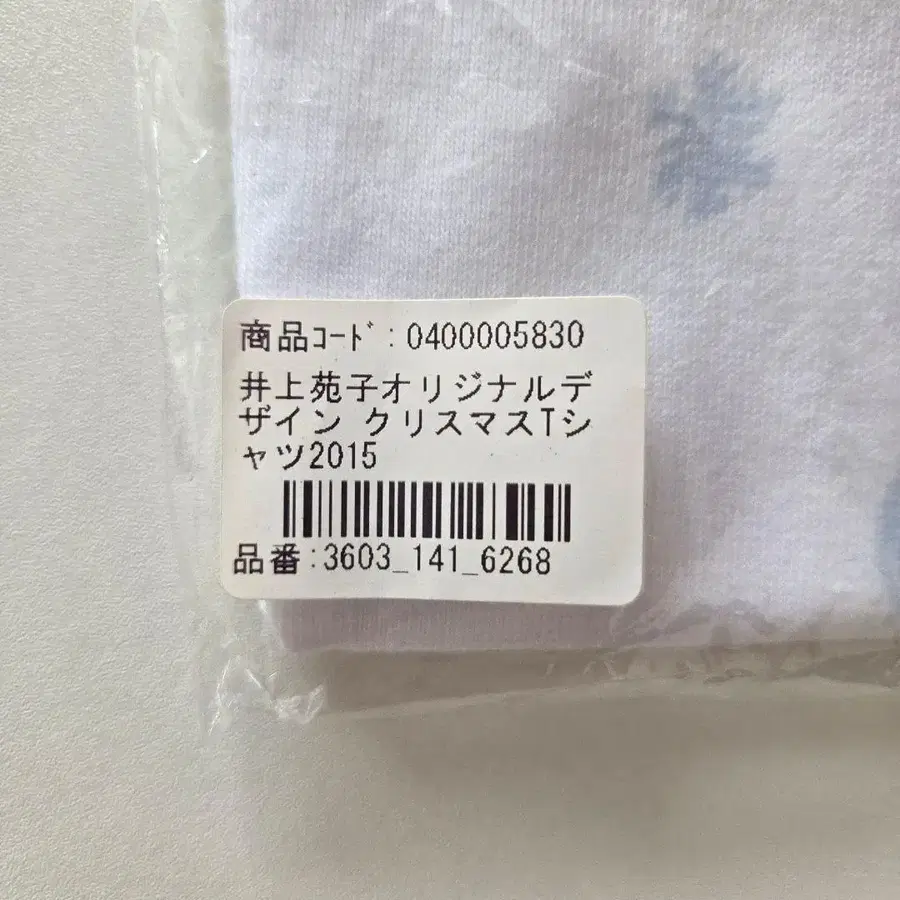 商品ｺｰﾄﾞ:0400005830
井上苑子オリジナルデ
ザイン クリスマスTシ
ャツ2015
品番:3603_141_6268